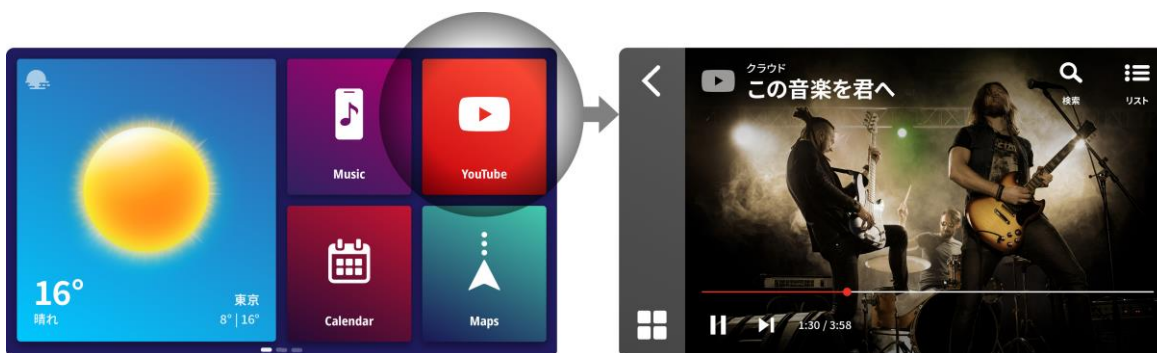 Music
YouTube
16°
晴れ
東京
8° | 16°
Calendar
Maps
クラウド
この音楽を君へ
検索
リスト
1:30 / 3:58